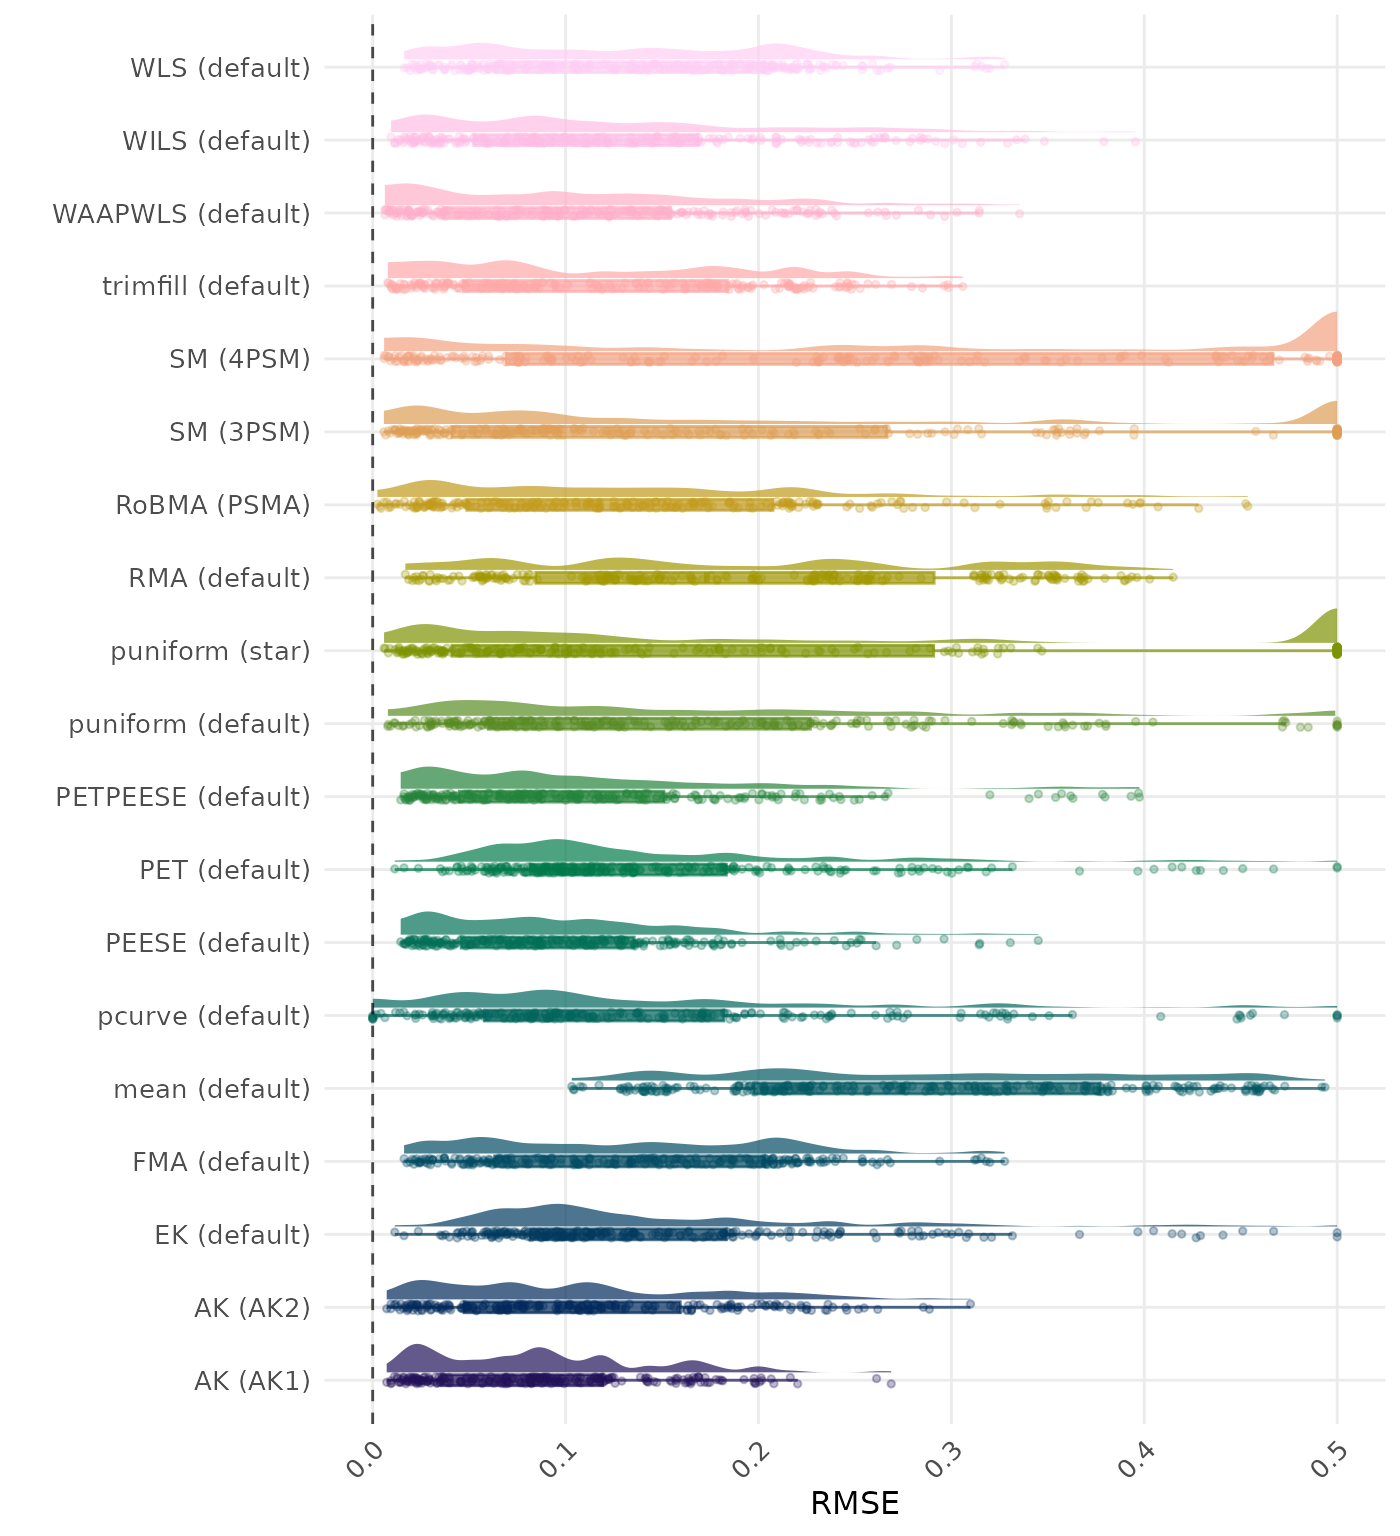 WLS (default)
WILS (default)
WAAPWLS (default)
trimfill (default)
SM (4PSM)
SM (3PSM)
RoBMA (PSMA)
RMA (default)
puniform (star)
puniform (default)
PETPEESE (default)
PET (default)
PEESE (default)
pcurve (default)
mean (default)
FMA (default)
EK (default)
AK (AK2)
AK (AK1)
0.0 0.1 0.2 0.3 0.4 0.5
RMSE